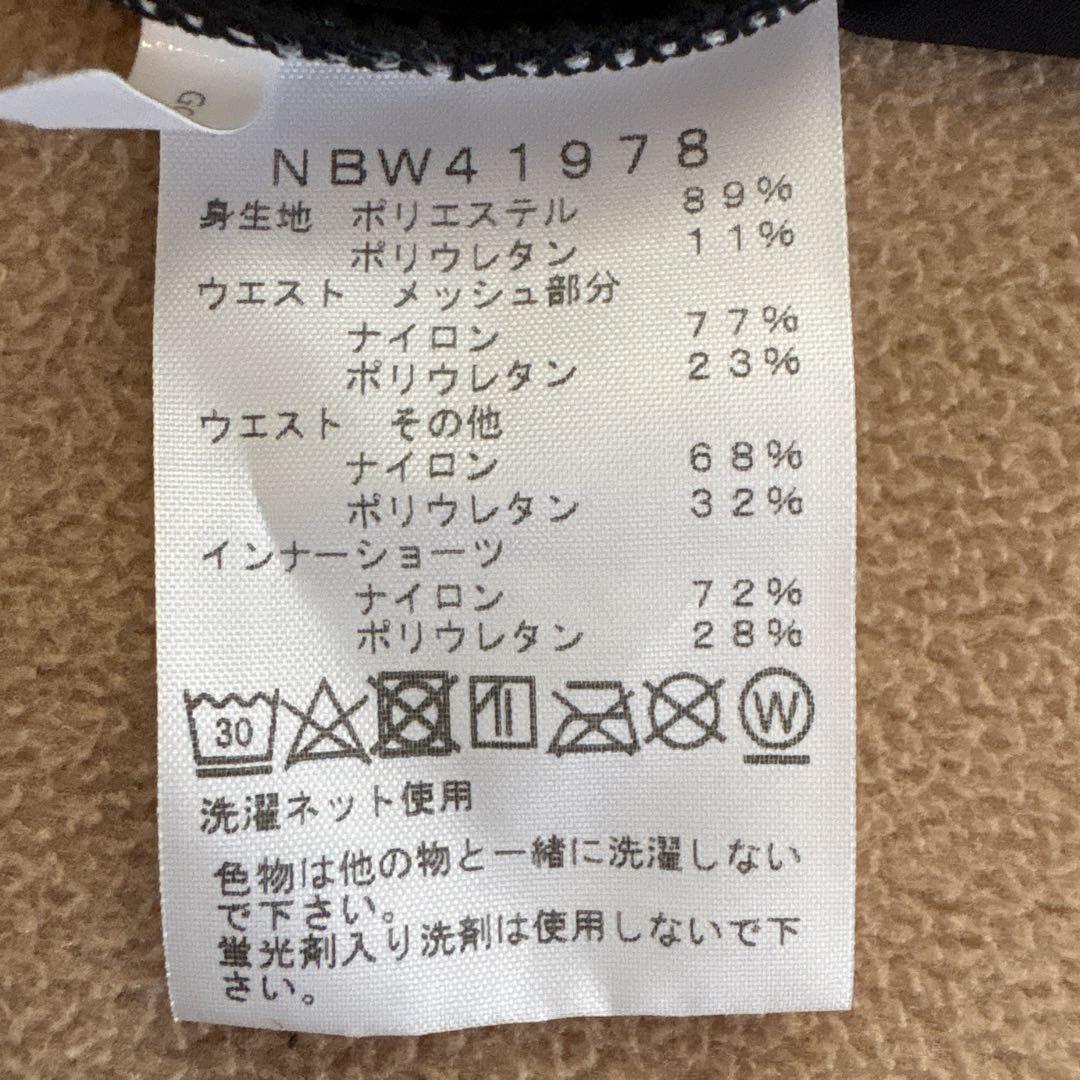 NBW41978
身生地 ポリエステル 89%
ポリウレタン 11%
ウエスト メッシュ部分
ナイロン 77%
ポリウレタン 23%
ウエスト その他
ナイロン 68%
ポリウレタン 32%
インナーショーツ
ナイロン 72%
ポリウレタン 28%
30 W
洗濯ネット使用
色物は他の物と一緒に洗濯しない
で下さい。
蛍光剤入り洗剤は使用しないで下
さい。